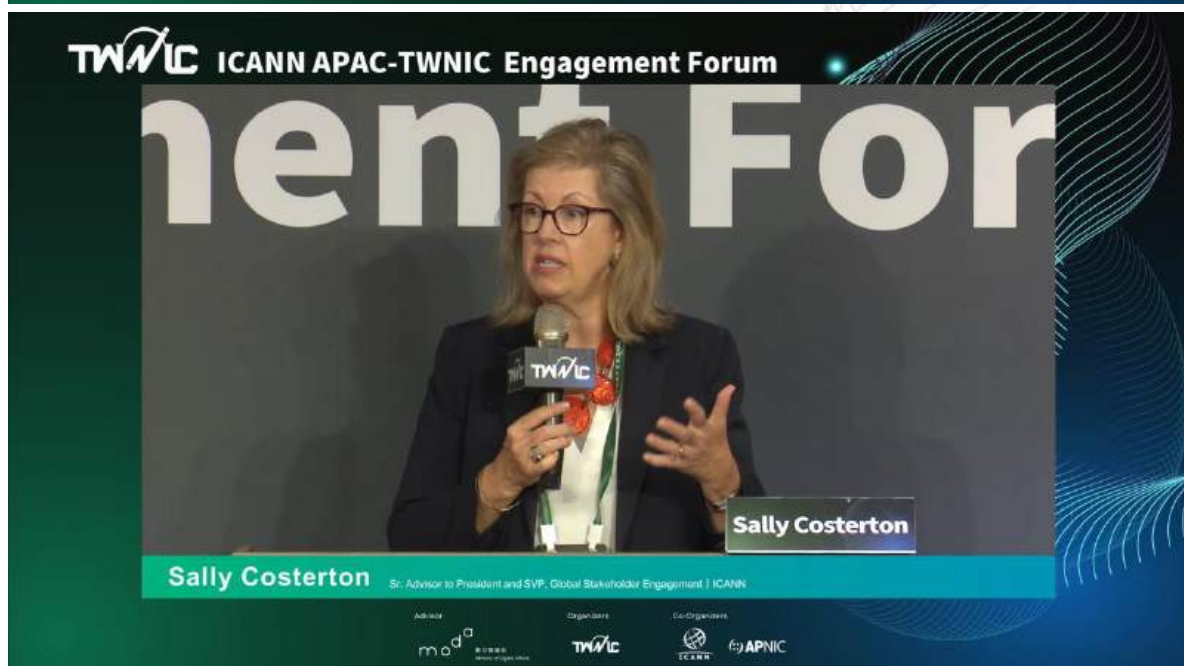 TWNIC ICANN APAC-TWNIC Engagement Forum
nent For
TWNIC
Sally Costerton
Sally Costerton Sr. Advisor to President and SVP, Global Stakeholder Engagement | ICANN
Advisor Organizers Co-Organizers
moda TWNIC ICANN APNIC